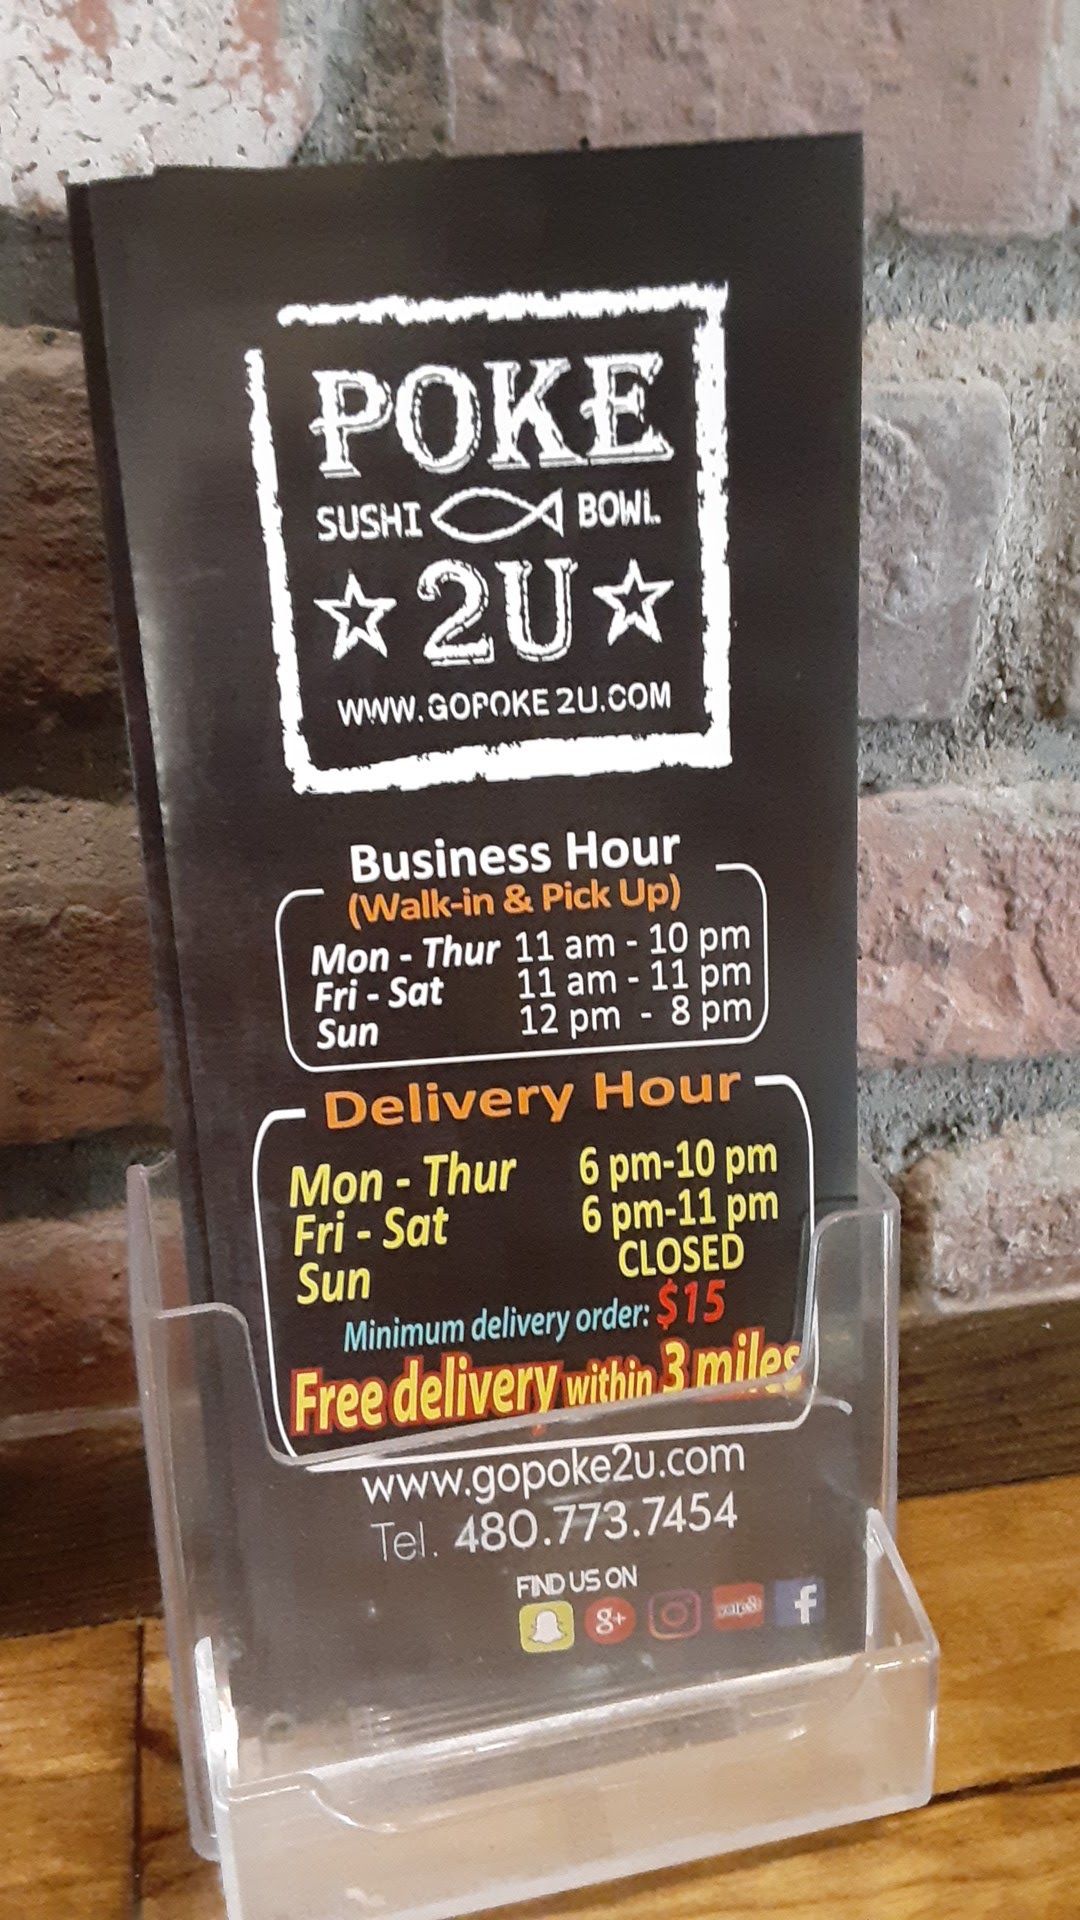 POKE
SUSHI BOWL
2U
WWW.GOPOKE2U.COM
Business Hour
(Walk-in & Pick Up)
Mon - Thur 11 am - 10 pm
Fri - Sat 11 am - 11 pm
Sun 12 pm - 8 pm
Delivery Hour
Mon - Thur 6 pm-10 pm
Fri - Sat 6 pm-11 pm
Sun CLOSED
Minimum delivery order: $15
Free delivery within 3 miles
www.gopoke2u.com
Tel. 480.773.7454
FIND US ON
g+ yelp f